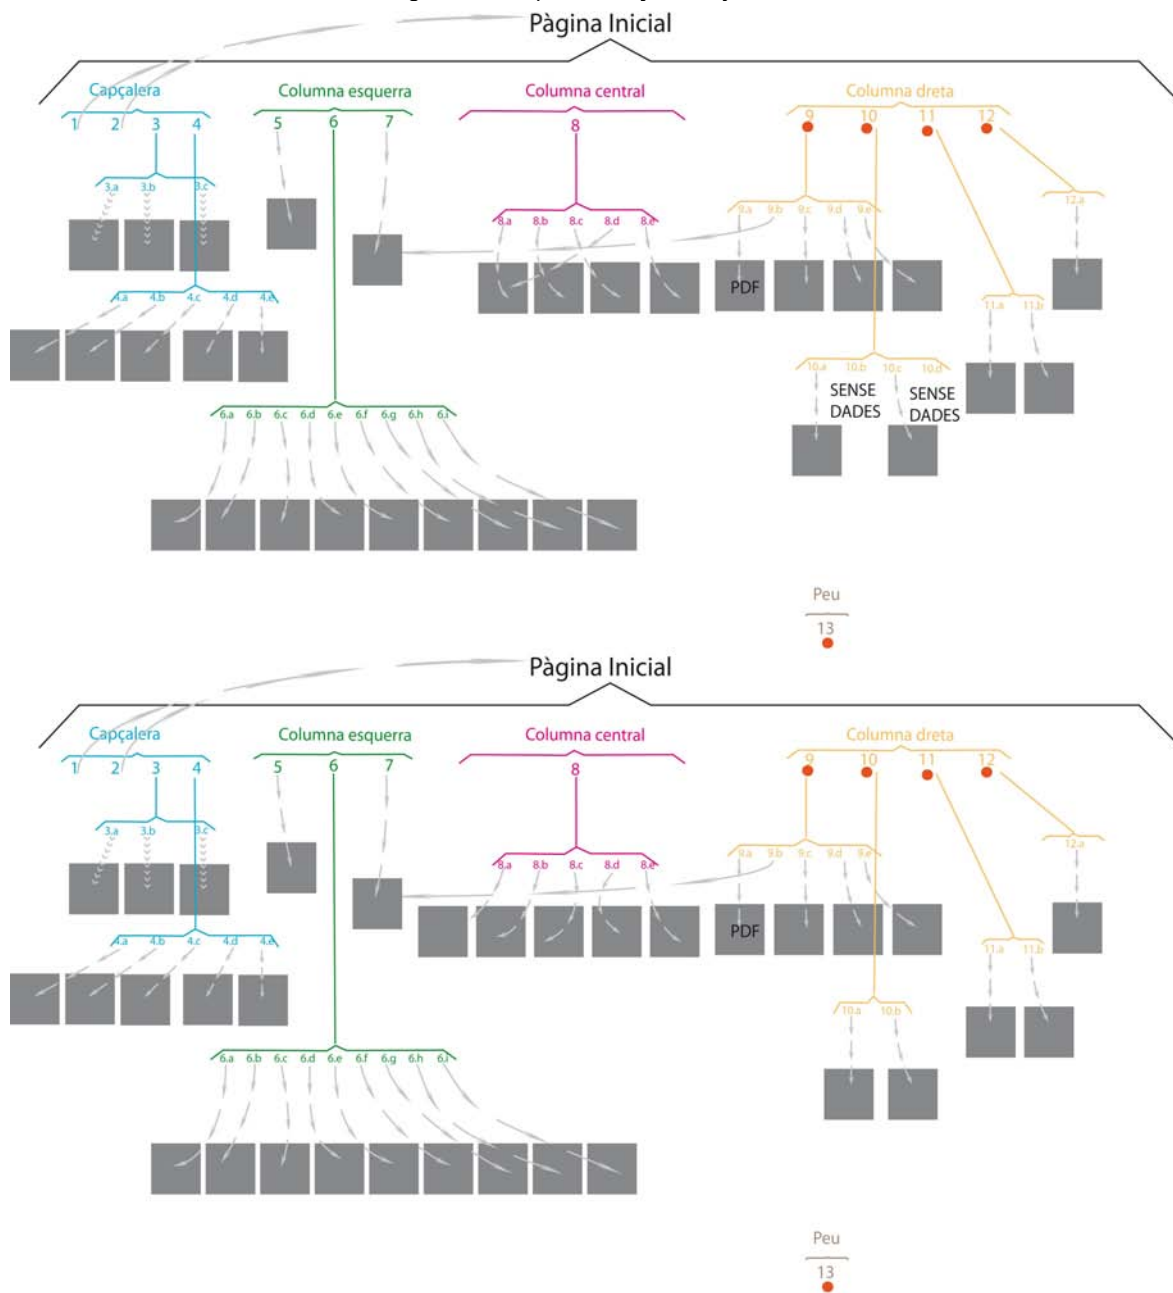 Pàgina Inicial
Capçalera Columna esquerra Columna central Columna dreta
1 2 3 4 5 6 7 8 9 10 11 12
3.a 3.b 3.c
9.a 9.b 9.c 9.d 9.e 12.a
8.a 8.b 8.c 8.d 8.e
PDF
4.a 4.b 4.c 4.d 4.e
11.a 11.b
10.a 10.b 10.c 10.d
SENSE DADES
SENSE DADES
6.a 6.b 6.c 6.d 6.e 6.f 6.g 6.h 6.i
Peu
13
Pàgina Inicial
Capçalera Columna esquerra Columna central Columna dreta
1 2 3 4 5 6 7 8 9 10 11 12
3.a 3.b 3.c
12.a
9.a 9.b 9.c 9.d 9.e
8.a 8.b 8.c 8.d 8.e
PDF
4.a 4.b 4.c 4.d 4.e
11.a 11.b
10.a 10.b
6.a 6.b 6.c 6.d 6.e 6.f 6.g 6.h 6.i
Peu
13